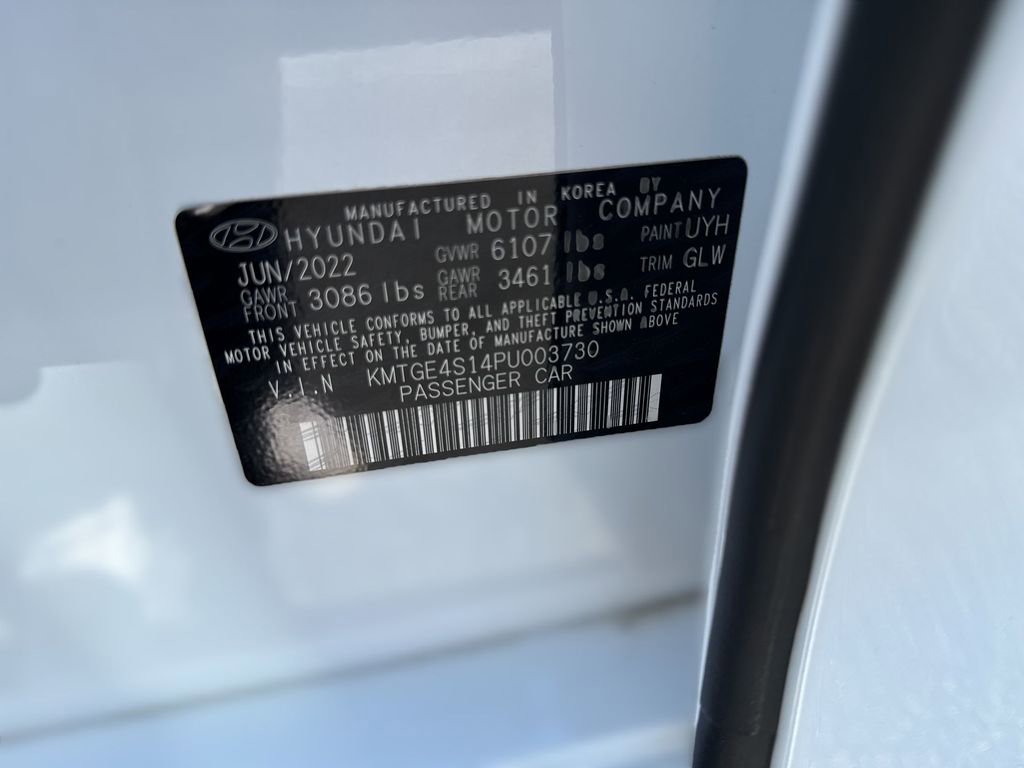 MANUFACTURED IN KOREA BY
HYUNDAI MOTOR COMPANY
JUN/2022 GVWR 6107 lbs PAINT UYH
GAWR FRONT 3086 lbs GAWR REAR 3461 lbs TRIM GLW
THIS VEHICLE CONFORMS TO ALL APPLICABLE U.S.A. FEDERAL
MOTOR VEHICLE SAFETY, BUMPER, AND THEFT PREVENTION STANDARDS
IN EFFECT ON THE DATE OF MANUFACTURE SHOWN ABOVE
V.I.N KMTGE4S14PU003730
PASSENGER CAR